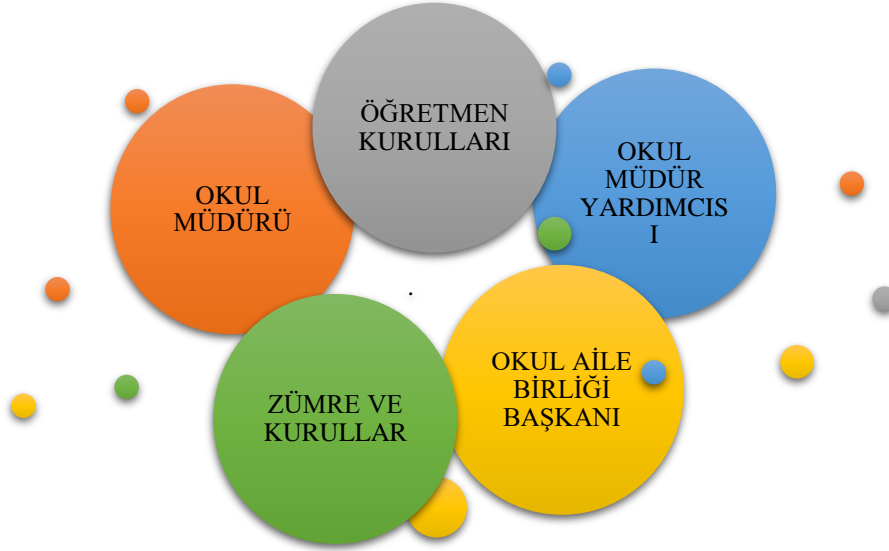 ÖĞRETMEN
KURULLARI
OKUL
MÜDÜR
YARDIMCIS
I
OKUL
MÜDÜRÜ
.
OKUL AİLE
BİRLİĞİ
BAŞKANI
ZÜMRE VE
KURULLAR